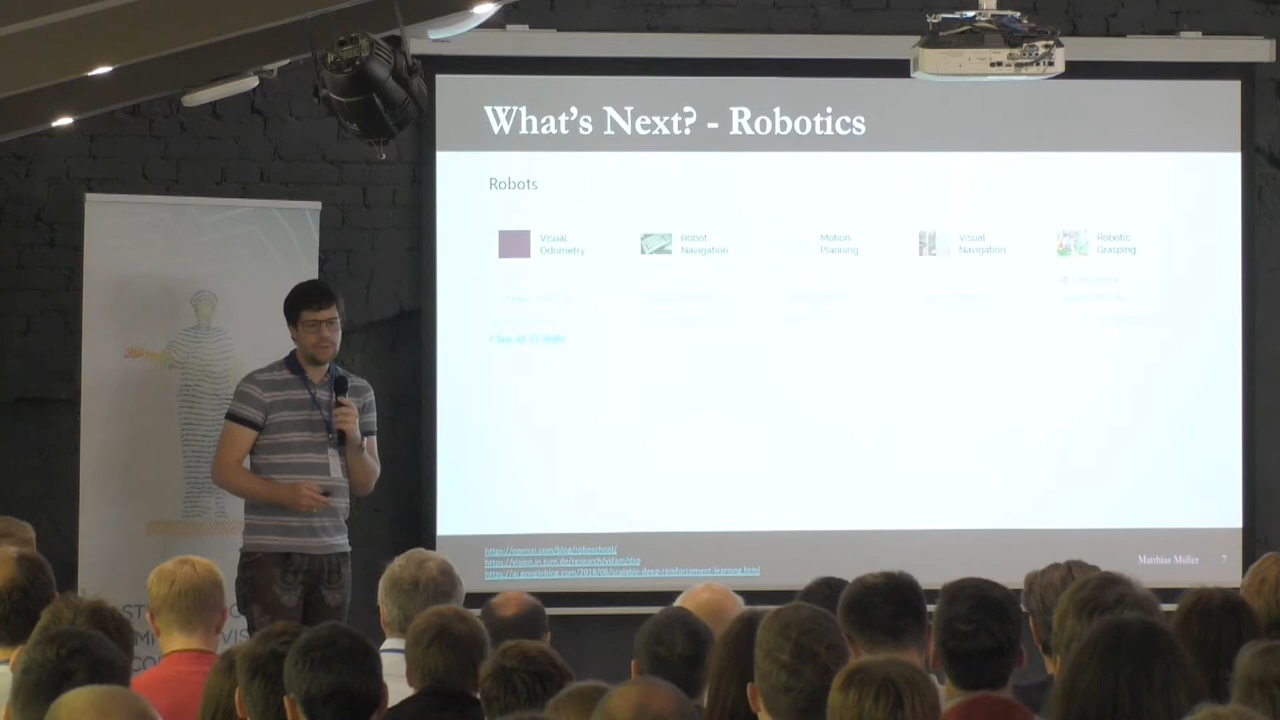 What's Next? - Robotics
Robots
Visual
Odometry
Robot
Navigation
Motion
Planning
Visual
Navigation
Robotic
Grasping
https://openai.com/blog/roboschool/
https://vision.in.tum.de/research/vslam/dso
https://ai.googleblog.com/2018/06/scalable-deep-reinforcement-learning.html
Matthias Müller 7